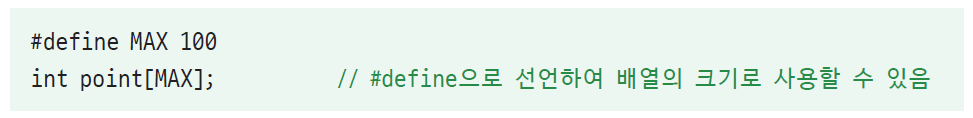 #define MAX 100
int point[MAX];          // #define으로 선언하여 배열의 크기로 사용할 수 있음